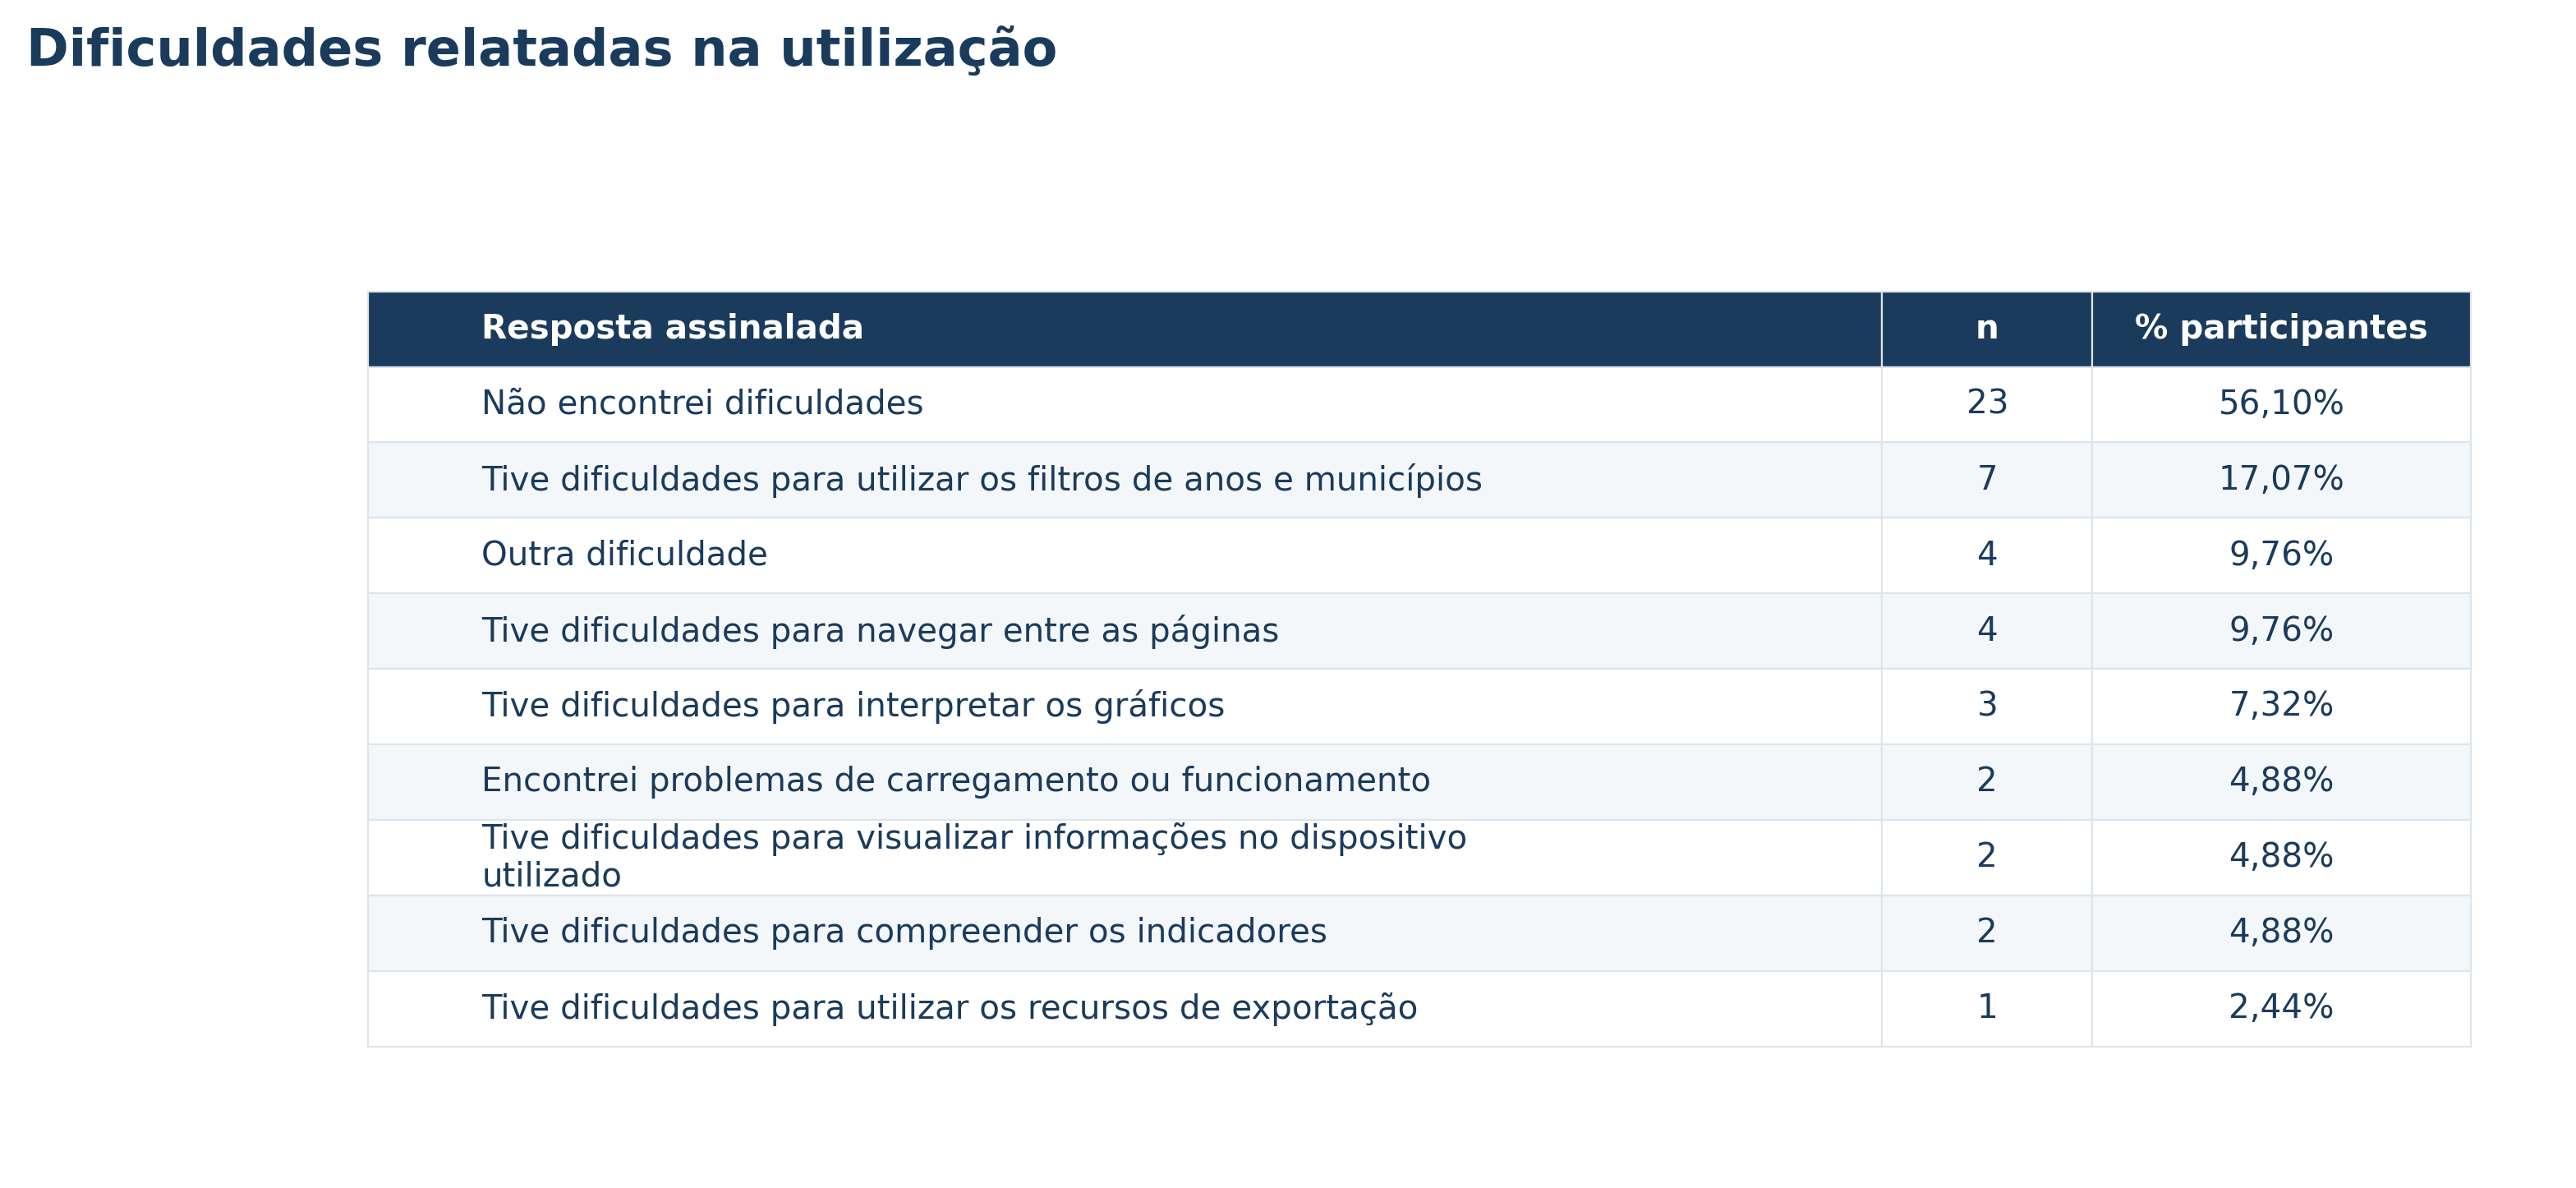 Dificuldades relatadas na utilização
Resposta assinalada n % participantes
Não encontrei dificuldades 23 56,10%
Tive dificuldades para utilizar os filtros de anos e municípios 7 17,07%
Outra dificuldade 4 9,76%
Tive dificuldades para navegar entre as páginas 4 9,76%
Tive dificuldades para interpretar os gráficos 3 7,32%
Encontrei problemas de carregamento ou funcionamento 2 4,88%
Tive dificuldades para visualizar informações no dispositivo
utilizado 2 4,88%
Tive dificuldades para compreender os indicadores 2 4,88%
Tive dificuldades para utilizar os recursos de exportação 1 2,44%